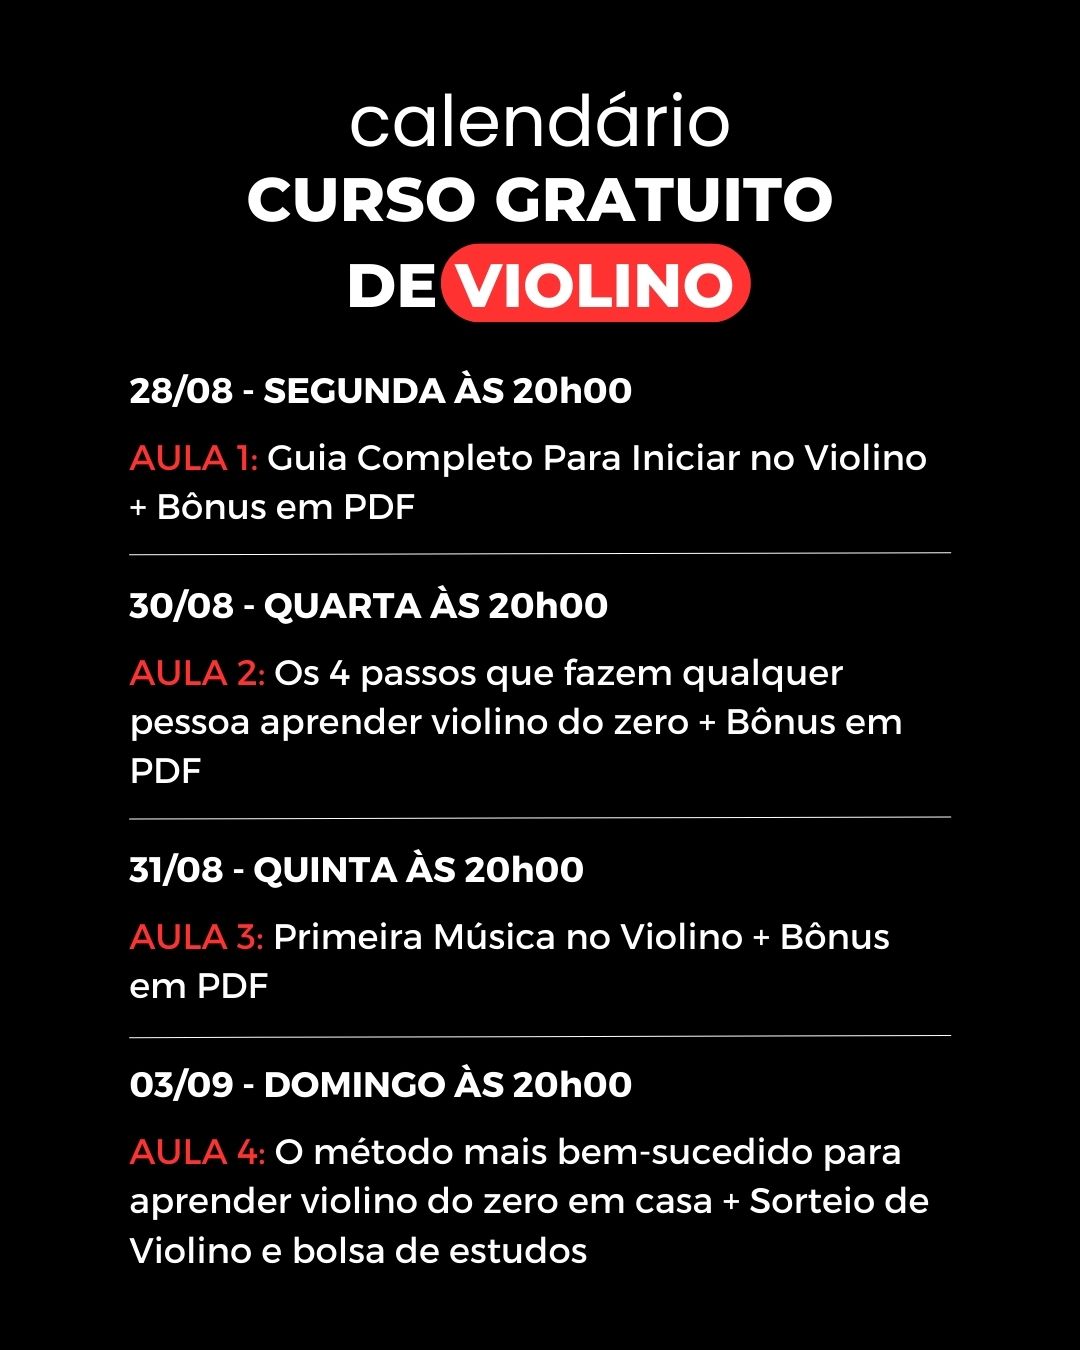 calendário
CURSO GRATUITO
DE VIOLINO
28/08 - SEGUNDA ÀS 20h00
AULA 1: Guia Completo Para Iniciar no Violino
+ Bônus em PDF
30/08 - QUARTA ÀS 20h00
AULA 2: Os 4 passos que fazem qualquer
pessoa aprender violino do zero + Bônus em
PDF
31/08 - QUINTA ÀS 20h00
AULA 3: Primeira Música no Violino + Bônus
em PDF
03/09 - DOMINGO ÀS 20h00
AULA 4: O método mais bem-sucedido para
aprender violino do zero em casa + Sorteio de
Violino e bolsa de estudos